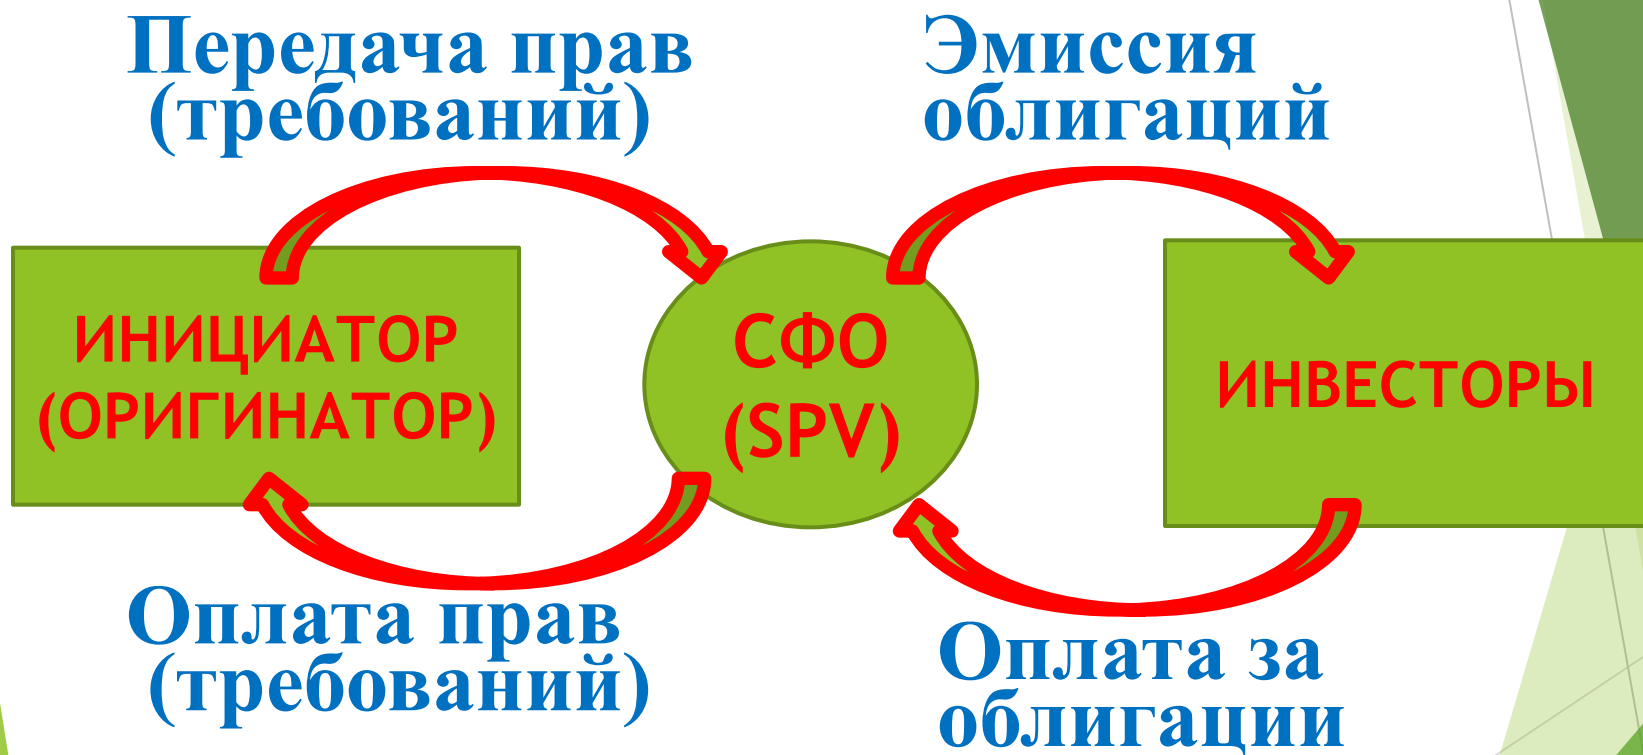 Передача прав
(требований)
Эмиссия
облигаций
ИНИЦИАТОР
(ОРИГИНАТОР)
СФО
(SPV)
ИНВЕСТОРЫ
Оплата прав
(требований)
Оплата за
облигации